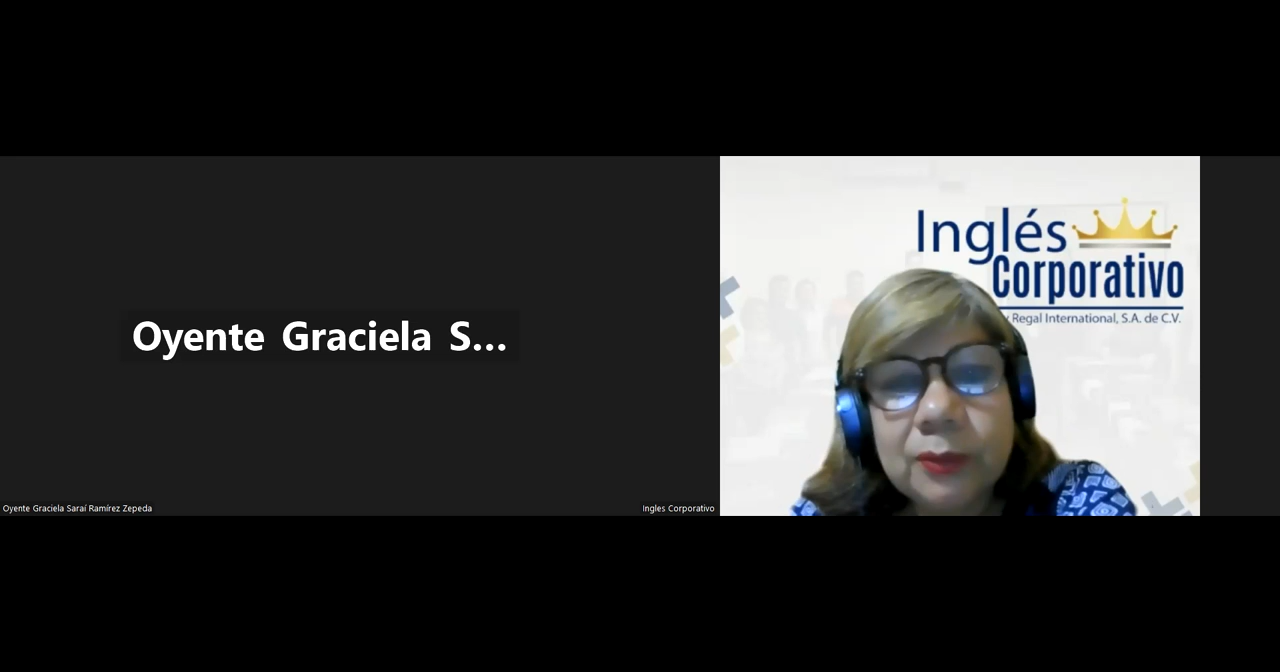 Oyente Graciela S...
Oyente Graciela Saraí Ramírez Zepeda
Ingles Corporativo
Inglés
Corporativo
Regal International, S.A. de C.V.